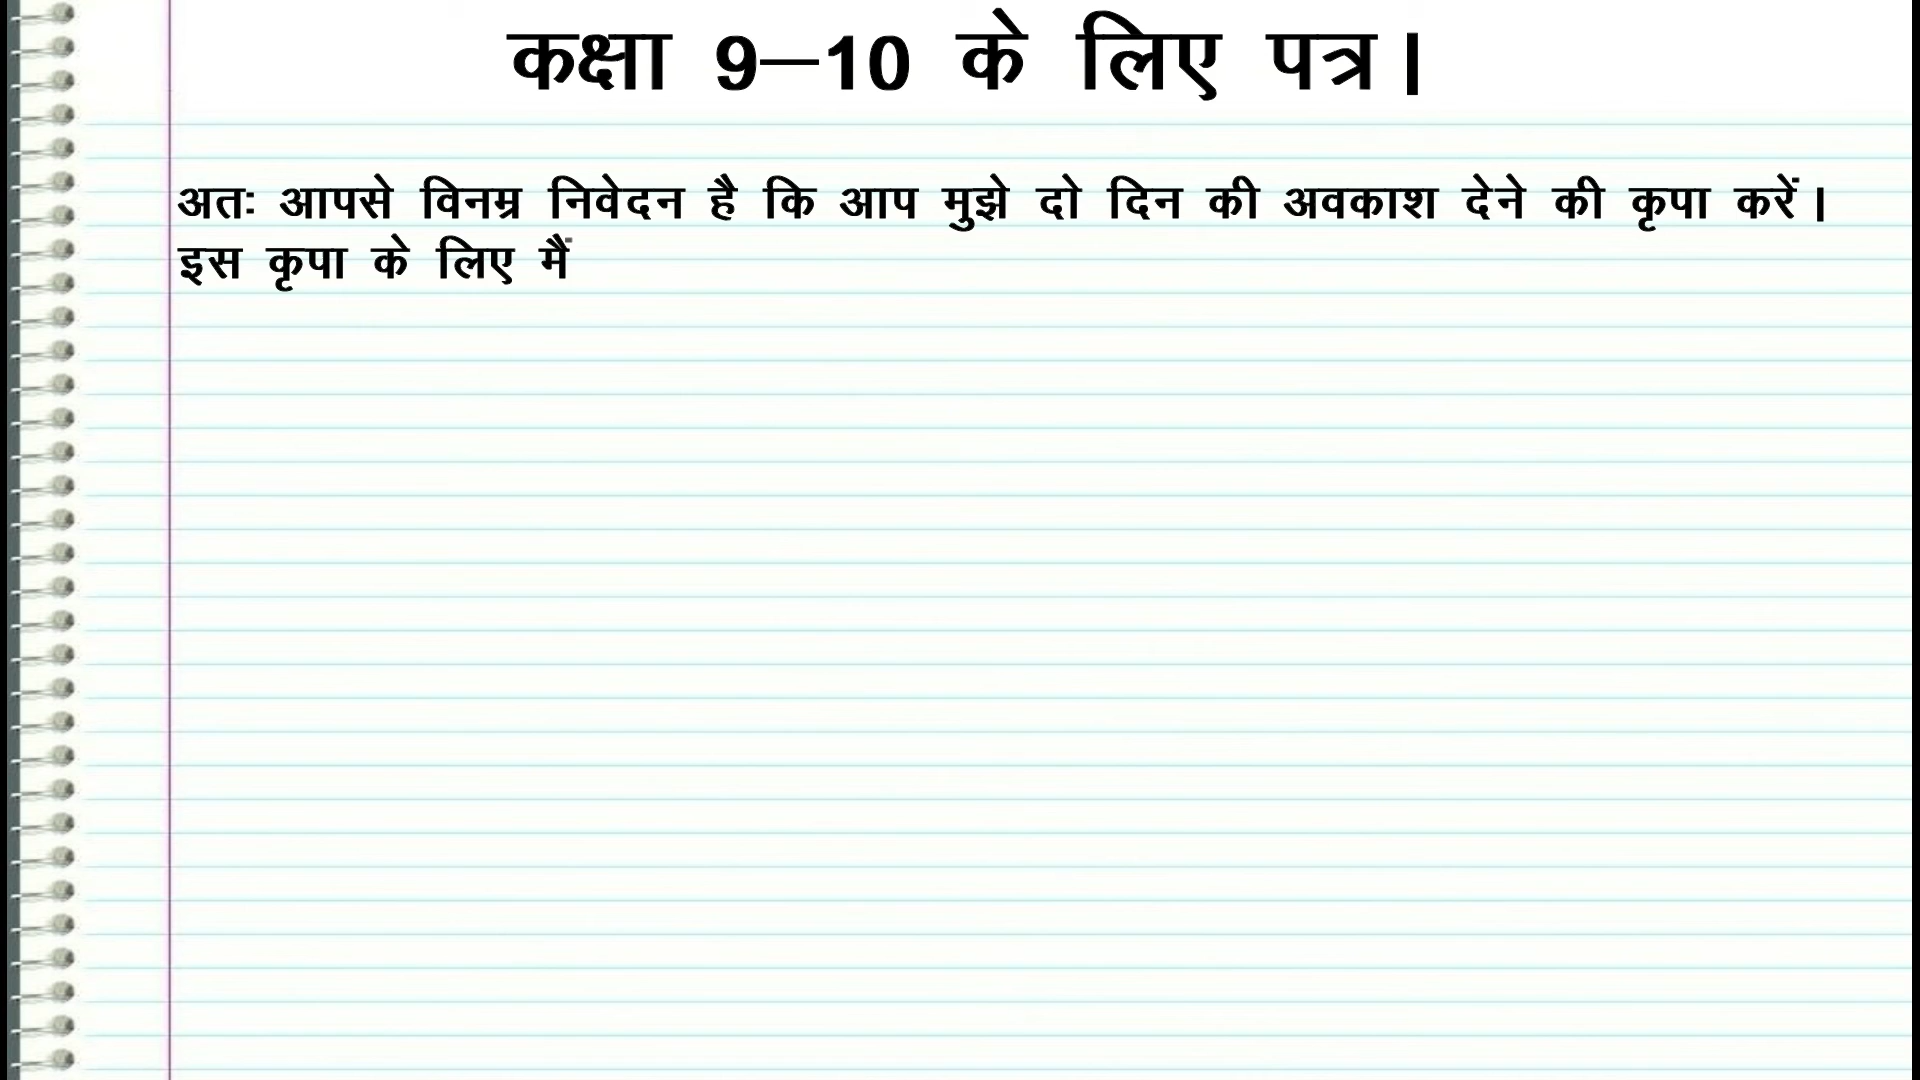 कक्षा 9–10 के लिए पत्र।
अतः आपसे विनम्र निवेदन है कि आप मुझे दो दिन की अवकाश देने की कृपा करें।
इस कृपा के लिए मैं